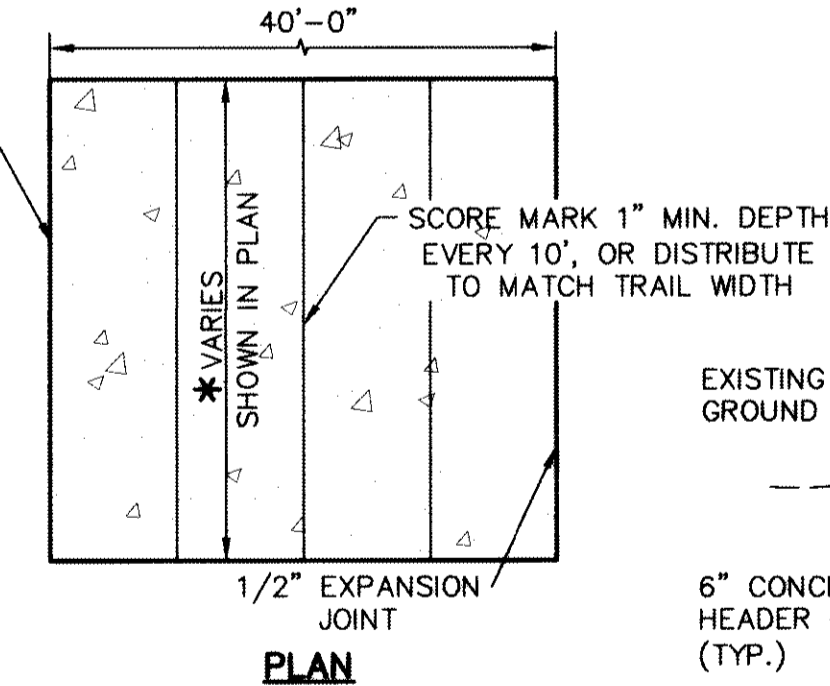 40'-0"
SCORE MARK 1" MIN. DEPTH
EVERY 10', OR DISTRIBUTE
TO MATCH TRAIL WIDTH
*VARIES
SHOWN IN PLAN
EXISTING
GROUND
1/2" EXPANSION
JOINT
6"
HEADER
(TYP.)
PLAN